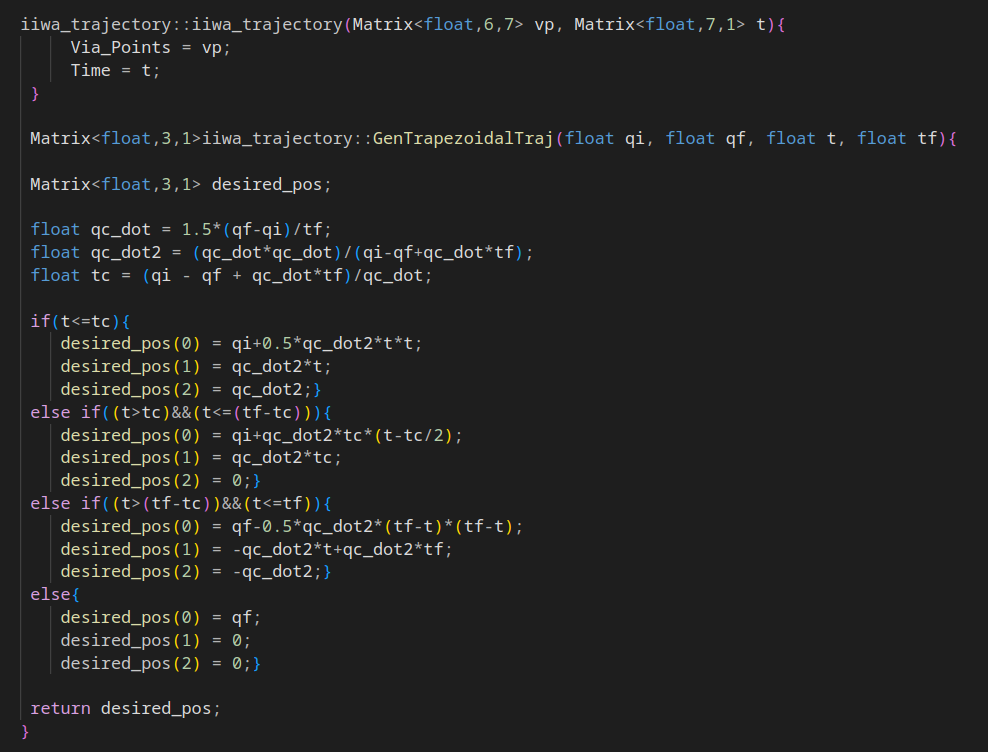 iiwa_trajectory::iiwa_trajectory(Matrix<float,6,7> vp, Matrix<float,7,1> t){
Via_Points = vp;
Time = t;
}
Matrix<float,3,1>iiwa_trajectory::GenTrapezoidalTraj(float qi, float qf, float t, float tf){
Matrix<float,3,1> desired_pos;
float qc_dot = 1.5*(qf-qi)/tf;
float qc_dot2 = (qc_dot*qc_dot)/(qi-qf+qc_dot*tf);
float tc = (qi - qf + qc_dot*tf)/qc_dot;
if(t<=tc){
desired_pos(0) = qi+0.5*qc_dot2*t*t;
desired_pos(1) = qc_dot2*t;
desired_pos(2) = qc_dot2;}
else if((t>tc)&&(t<=(tf-tc))){
desired_pos(0) = qi+qc_dot2*tc*(t-tc/2);
desired_pos(1) = qc_dot2*tc;
desired_pos(2) = 0;}
else if((t>(tf-tc))&&(t<=tf)){
desired_pos(0) = qf-0.5*qc_dot2*(tf-t)*(tf-t);
desired_pos(1) = -qc_dot2*t+qc_dot2*tf;
desired_pos(2) = -qc_dot2;}
else{
desired_pos(0) = qf;
desired_pos(1) = 0;
desired_pos(2) = 0;}
return desired_pos;
}